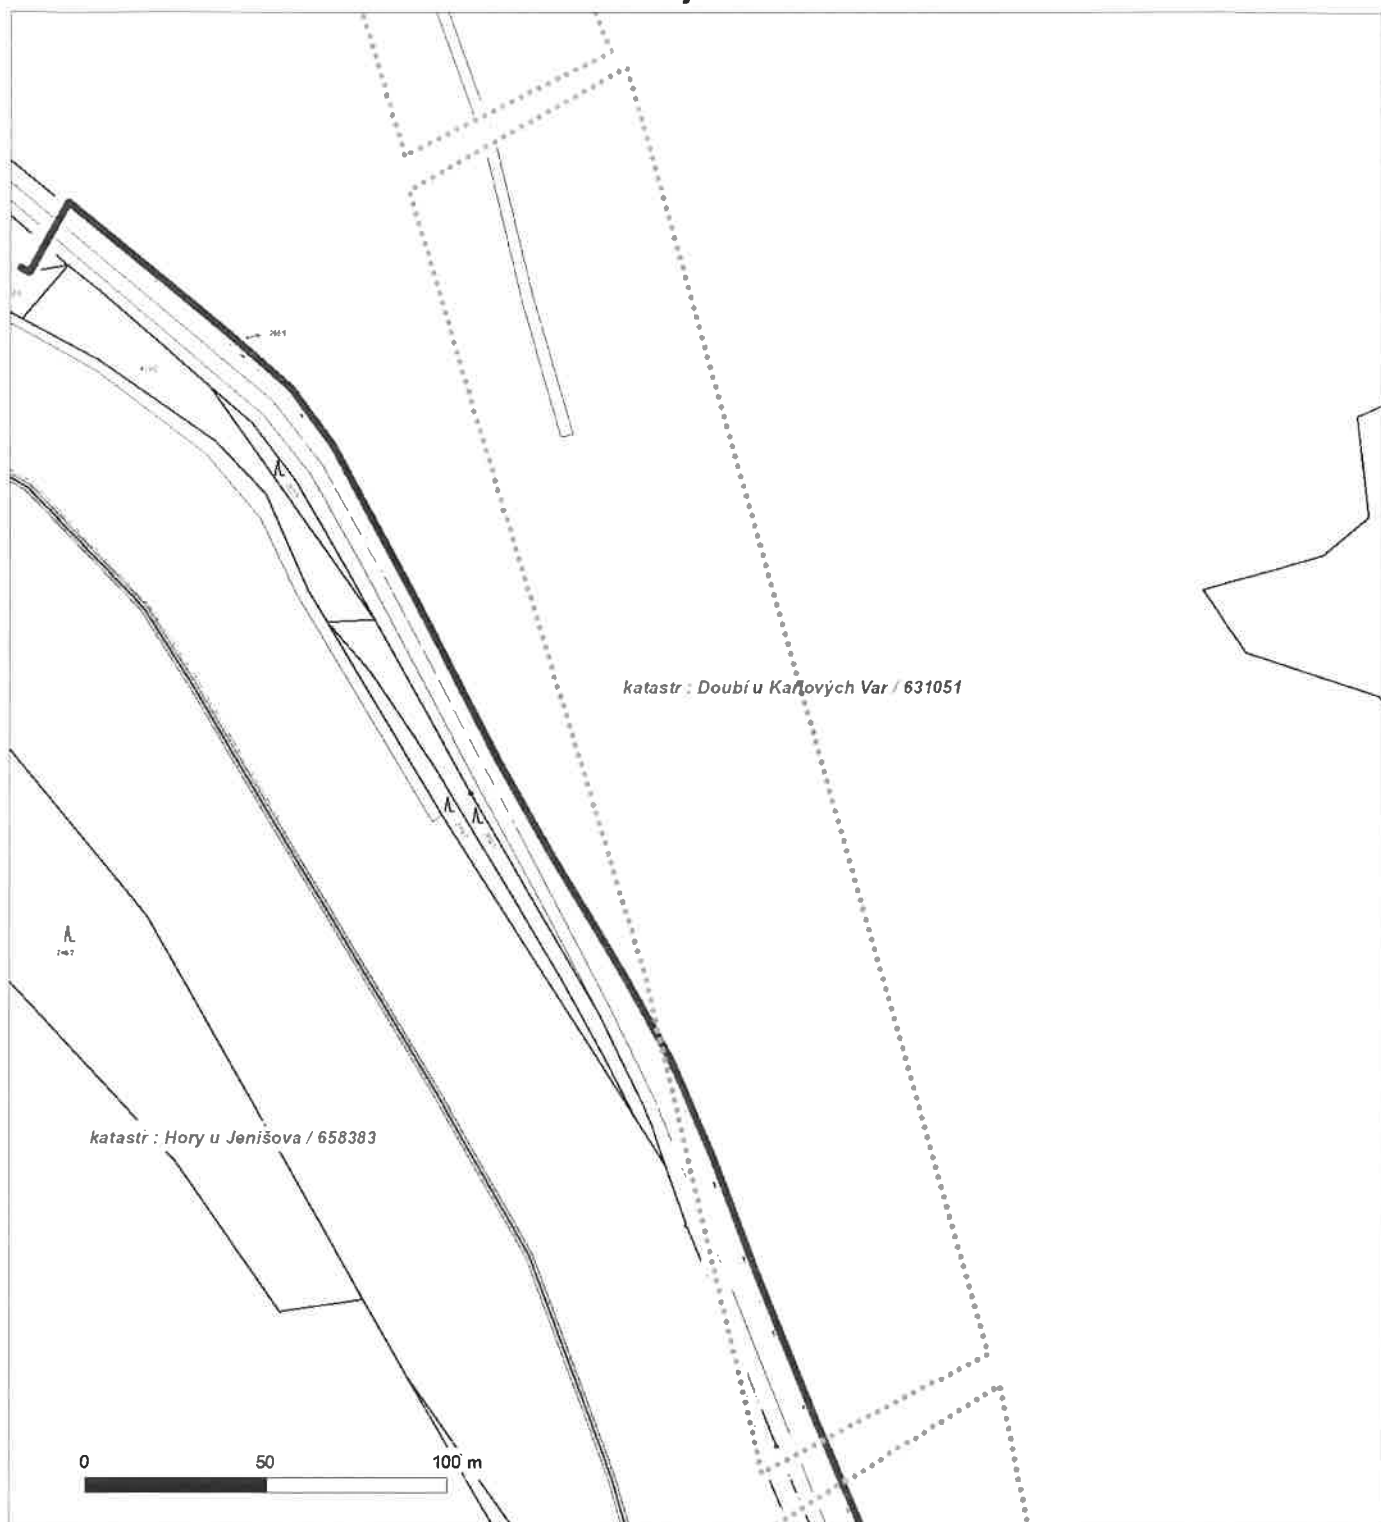 katastr : Doubí u Karlových Var / 631051
katastr : Hory u Jenišova / 658383
0 50 100 m